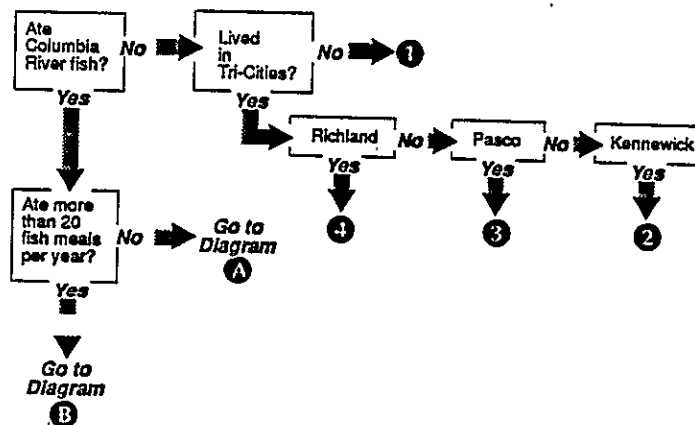 Ate
Columbia
River fish?
No
Lived
in
Tri-Cities?
No
1
Yes
Yes
Richland
No
Pasco
No
Kennewick
Yes
Yes
Yes
4
3
2
Ate more
than 20
fish meals
per year?
No
Go to
Diagram
A
Yes
Go to
Diagram
B